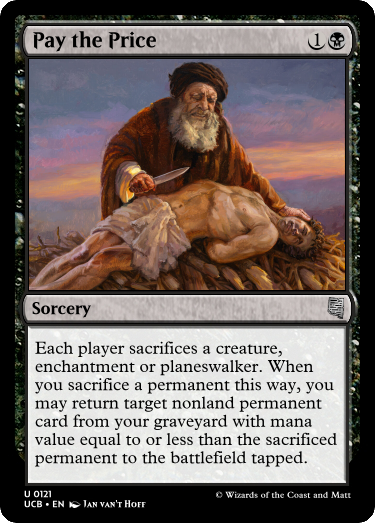 Pay the Price 1
Sorcery
Each player sacrifices a creature,
enchantment or planeswalker. When
you sacrifice a permanent this way, you
may return target nonland permanent
card from your graveyard with mana
value equal to or less than the sacrificed
permanent to the battlefield tapped.
U 0121
UCB • EN Jan van't Hoff
© Wizards of the Coast and Matt